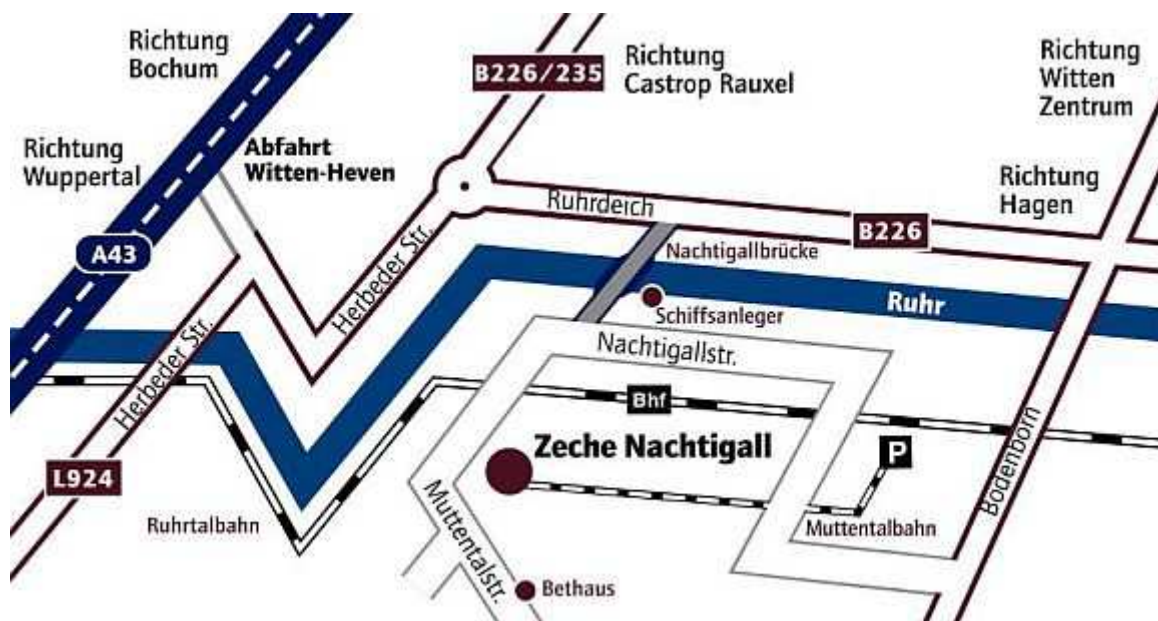 Richtung
Bochum
B226/235
Richtung
Castrop Rauxel
Richtung
Witten
Zentrum
Richtung
Wuppertal
Abfahrt
Witten-Heven
Richtung
Hagen
Ruhrdeich
B226
A43
Herbeder Str.
Nachtigallbrücke
Ruhr
Schiffsanleger
Herbeder Str.
Nachtigallstr.
Bhf
Zeche Nachtigall
P
Bodenborn
L924
Ruhrtalbahn
Muttentalstr.
Muttentalbahn
Bethaus